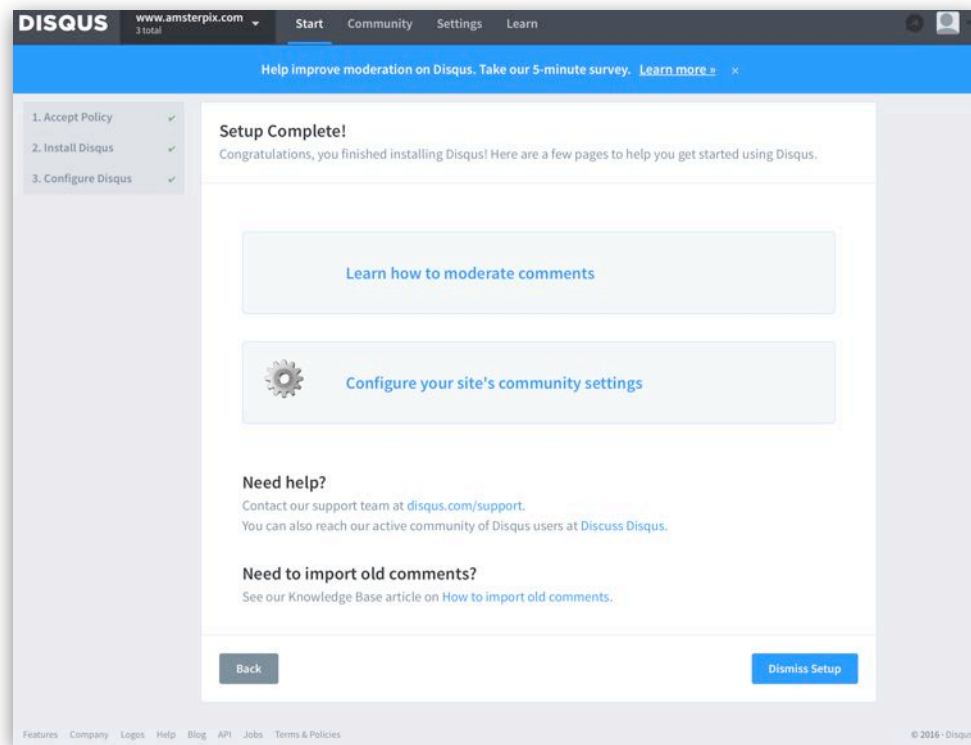 DISQUS
www.amsterpix.com
3 total
Start Community Settings Learn
Help improve moderation on Disqus. Take our 5-minute survey. Learn more » ×
1. Accept Policy ✓
2. Install Disqus ✓
3. Configure Disqus ✓
Setup Complete!
Congratulations, you finished installing Disqus! Here are a few pages to help you get started using Disqus.
Learn how to moderate comments
Configure your site's community settings
Need help?
Contact our support team at disqus.com/support.
You can also reach our active community of Disqus users at Discuss Disqus.
Need to import old comments?
See our Knowledge Base article on How to import old comments.
Back Dismiss Setup
Features Company Logos Help Blog API Jobs Terms & Policies © 2016 - Disqus